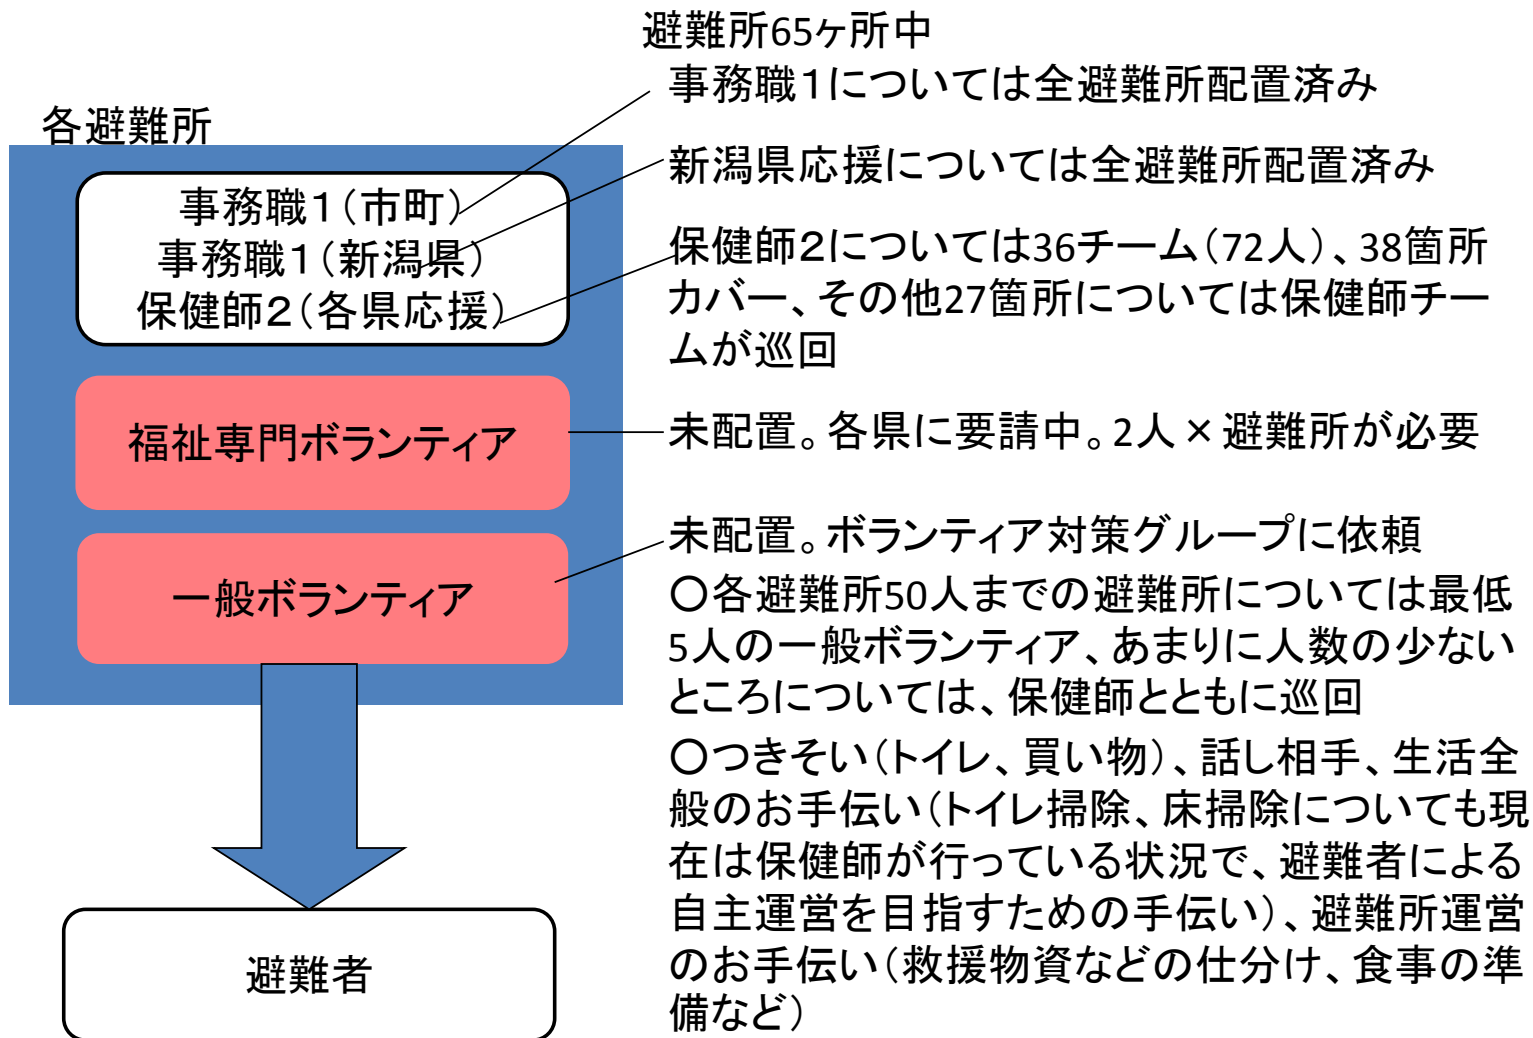 避難所65ヶ所中
事務職1については全避難所配置済み
各避難所
新潟県応援については全避難所配置済み
事務職1（市町）
事務職1（新潟県）
保健師2（各県応援）
保健師2については36チーム（72人）、38箇所
カバー、その他27箇所については保健師チー
ムが巡回
福祉専門ボランティア
未配置。各県に要請中。2人×避難所が必要
一般ボランティア
未配置。ボランティア対策グループに依頼
○各避難所50人までの避難所については最低
5人の一般ボランティア、あまりに人数の少ない
ところについては、保健師とともに巡回
○つきそい（トイレ、買い物）、話し相手、生活全
般のお手伝い（トイレ掃除、床掃除についても現
在は保健師が行っている状況で、避難者による
自主運営を目指すための手伝い）、避難所運営
のお手伝い（救援物資などの仕分け、食事の準
備など）
避難者